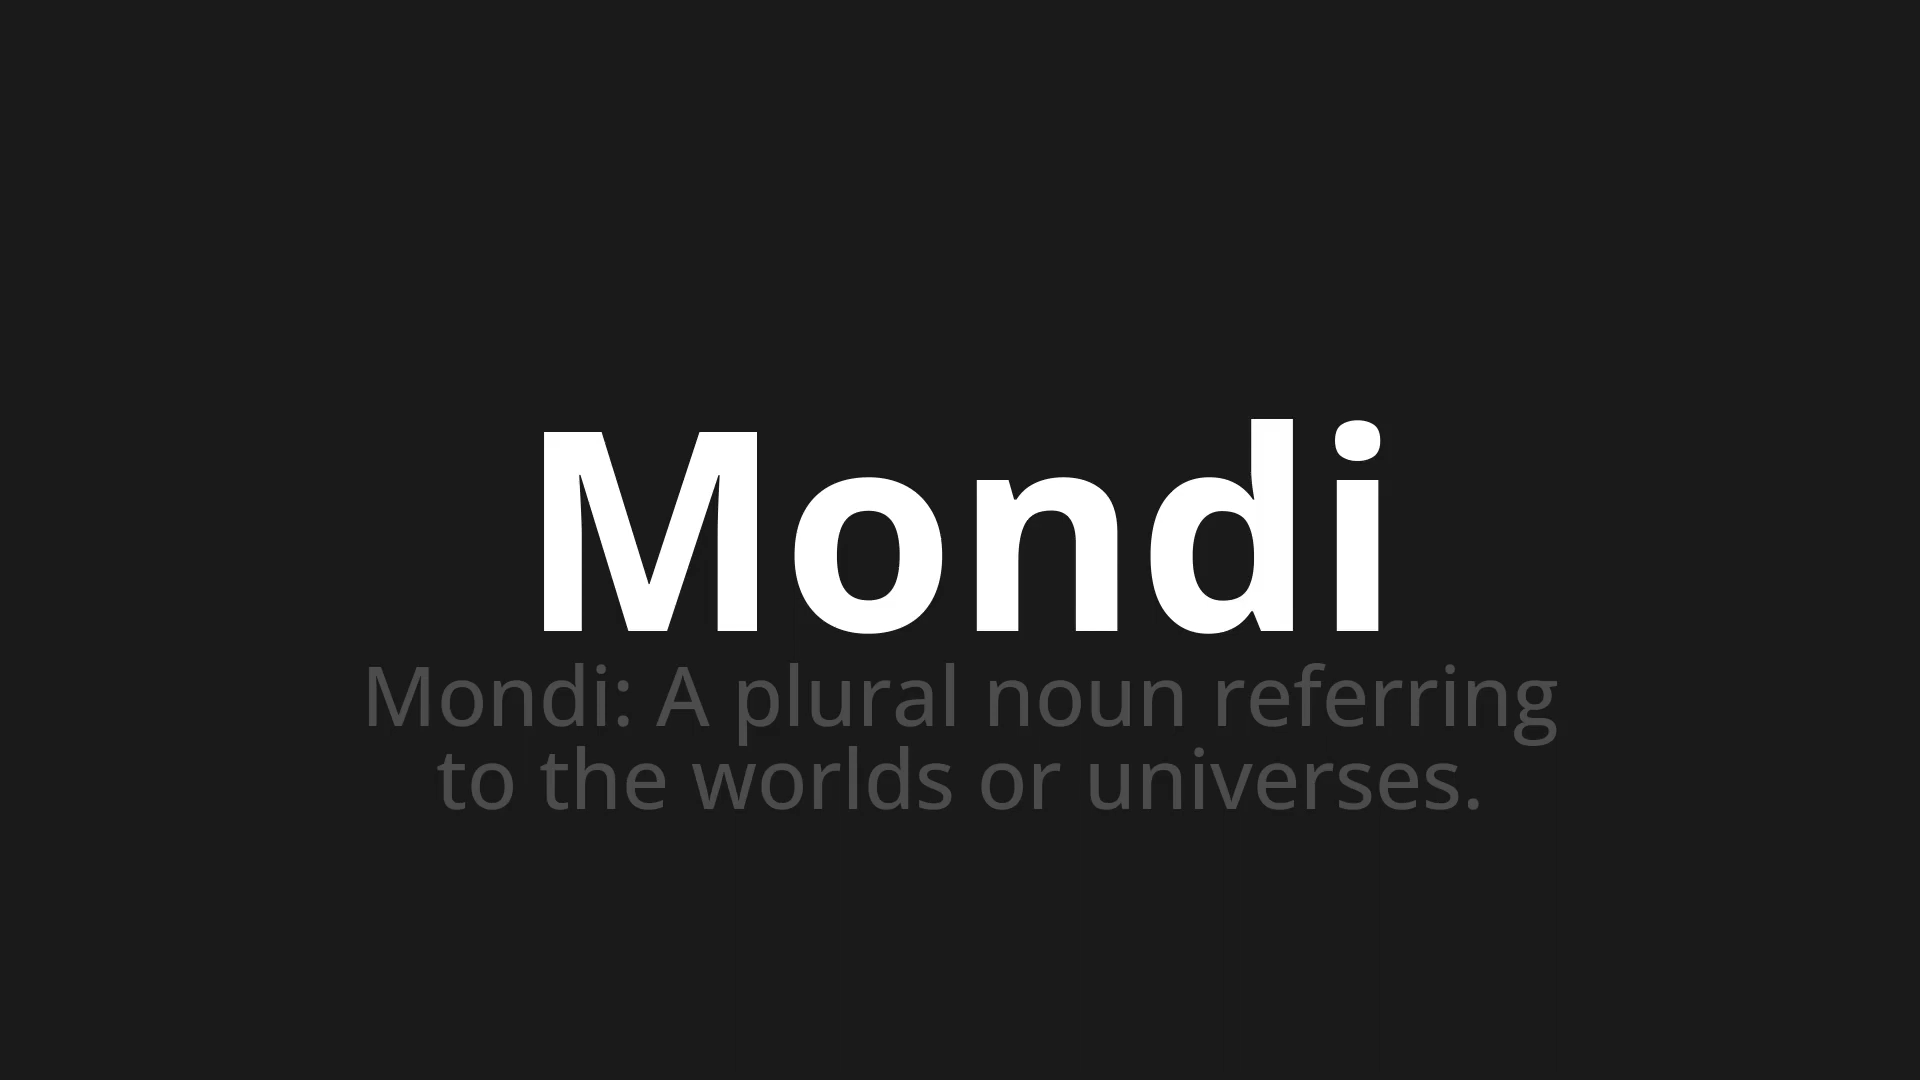 Mondi
Mondi: A plural noun referring
to the worlds or universes.